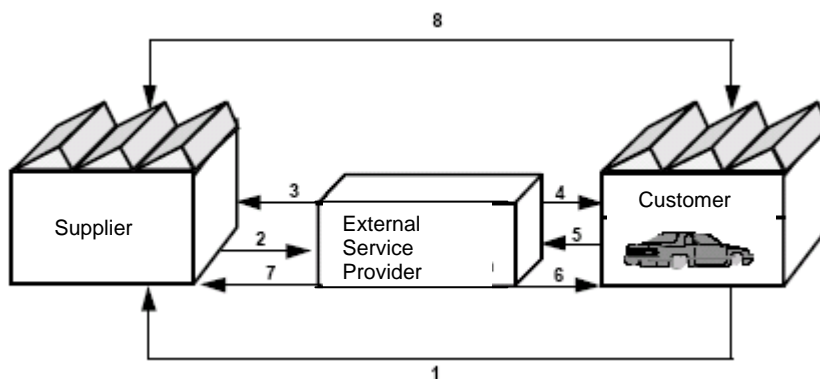 8
Supplier
3
2
7
External
Service
Provider
4
5
6
Customer
1